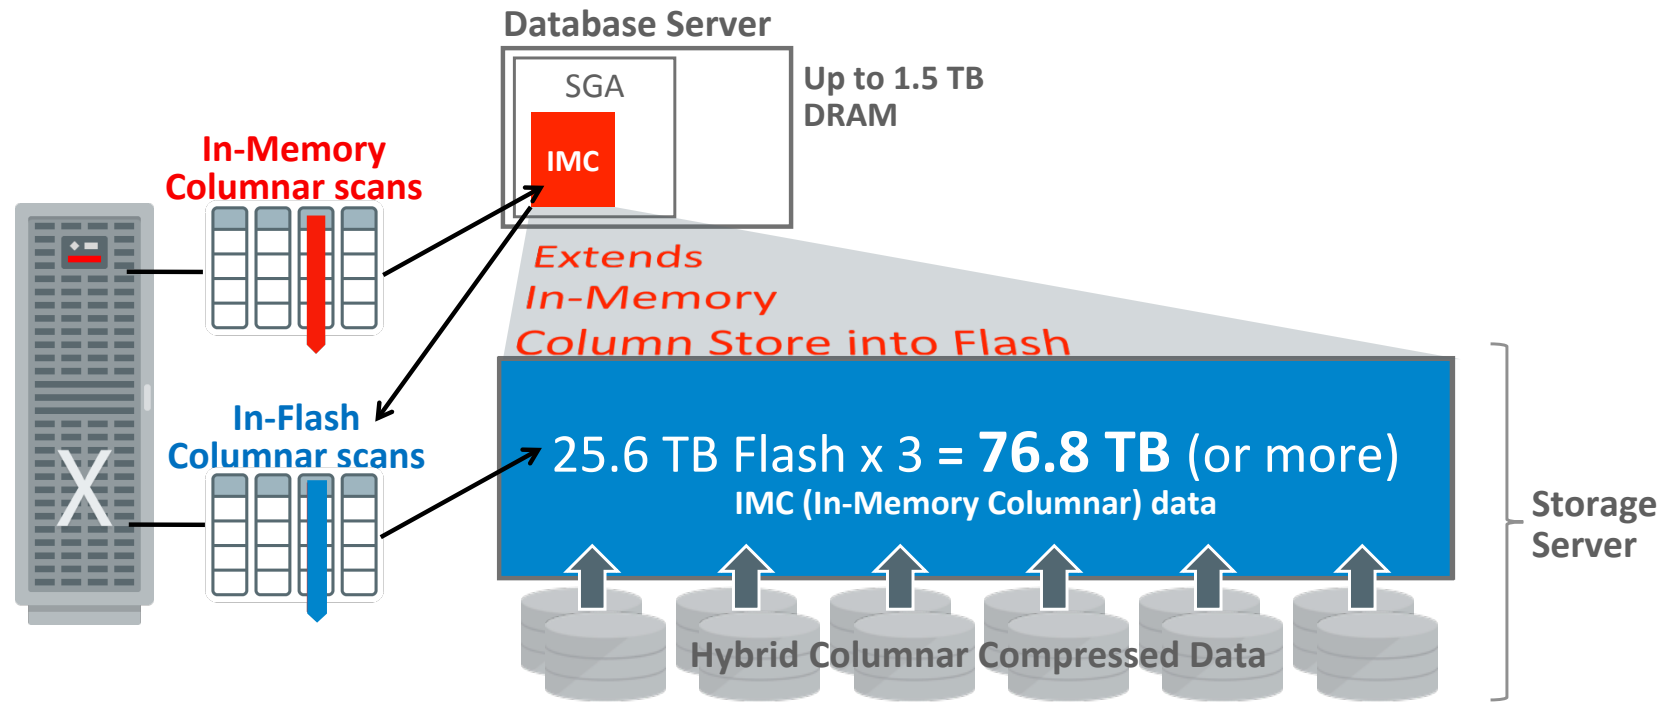 Database Server
SGA
Up to 1.5 TB
DRAM
IMC
In-Memory
Columnar scans
Extends
In-Memory
Column Store into Flash
In-Flash
Columnar scans
X
25.6 TB Flash x 3 = 76.8 TB (or more)
IMC (In-Memory Columnar) data
Storage
Server
Hybrid Columnar Compressed Data